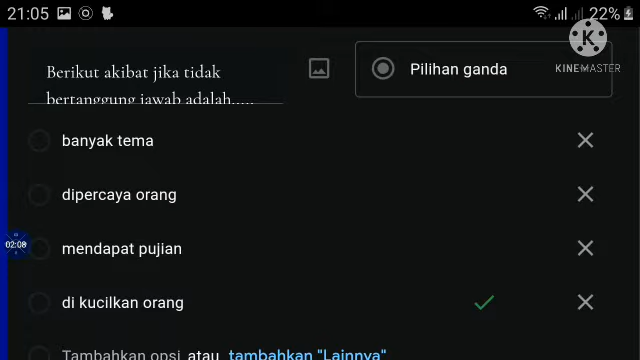 21:05 22%
Berikut akibat jika tidak
bertanggung jawab adalah.....
Pilihan ganda
KINEMASTER
banyak tema
dipercaya orang
02:08
mendapat pujian
di kucilkan orang
Tambahkan opsi atau tambahkan "Lainnya"